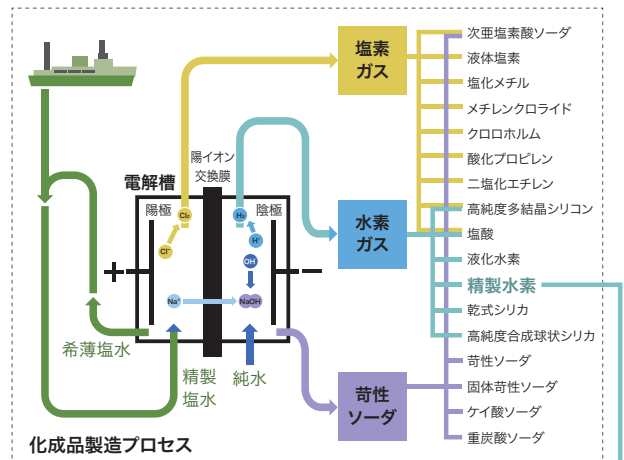 塩素
ガス
水素
ガス
苛性
ソーダ
次亜塩素酸ソーダ
液体塩素
塩化メチル
メチレンクロライド
クロロホルム
酸化プロピレン
二塩化エチレン
高純度多結晶シリコン
塩酸
液化水素
精製水素
乾式シリカ
高純度合成球状シリカ
苛性ソーダ
固体苛性ソーダ
ケイ酸ソーダ
重炭酸ソーダ
電解槽
陽イオン
交換膜
陽極
陰極
Cl₂
H₂
Cl⁻
H⁺
OH⁻
Na⁺
NaOH
+
−
希薄塩水
精製
塩水
純水
化成品製造プロセス